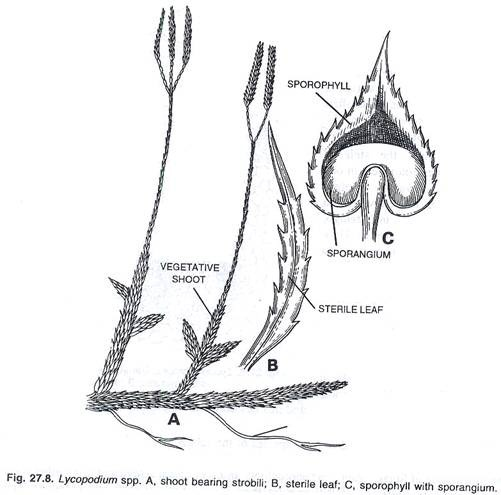 SPOROPHYLL
C
SPORANGIUM
VEGETATIVE
SHOOT
STERILE LEAF
B
A
Fig. 27.8. Lycopodium spp. A, shoot bearing strobili; B, sterile leaf; C, sporophyll with sporangium.